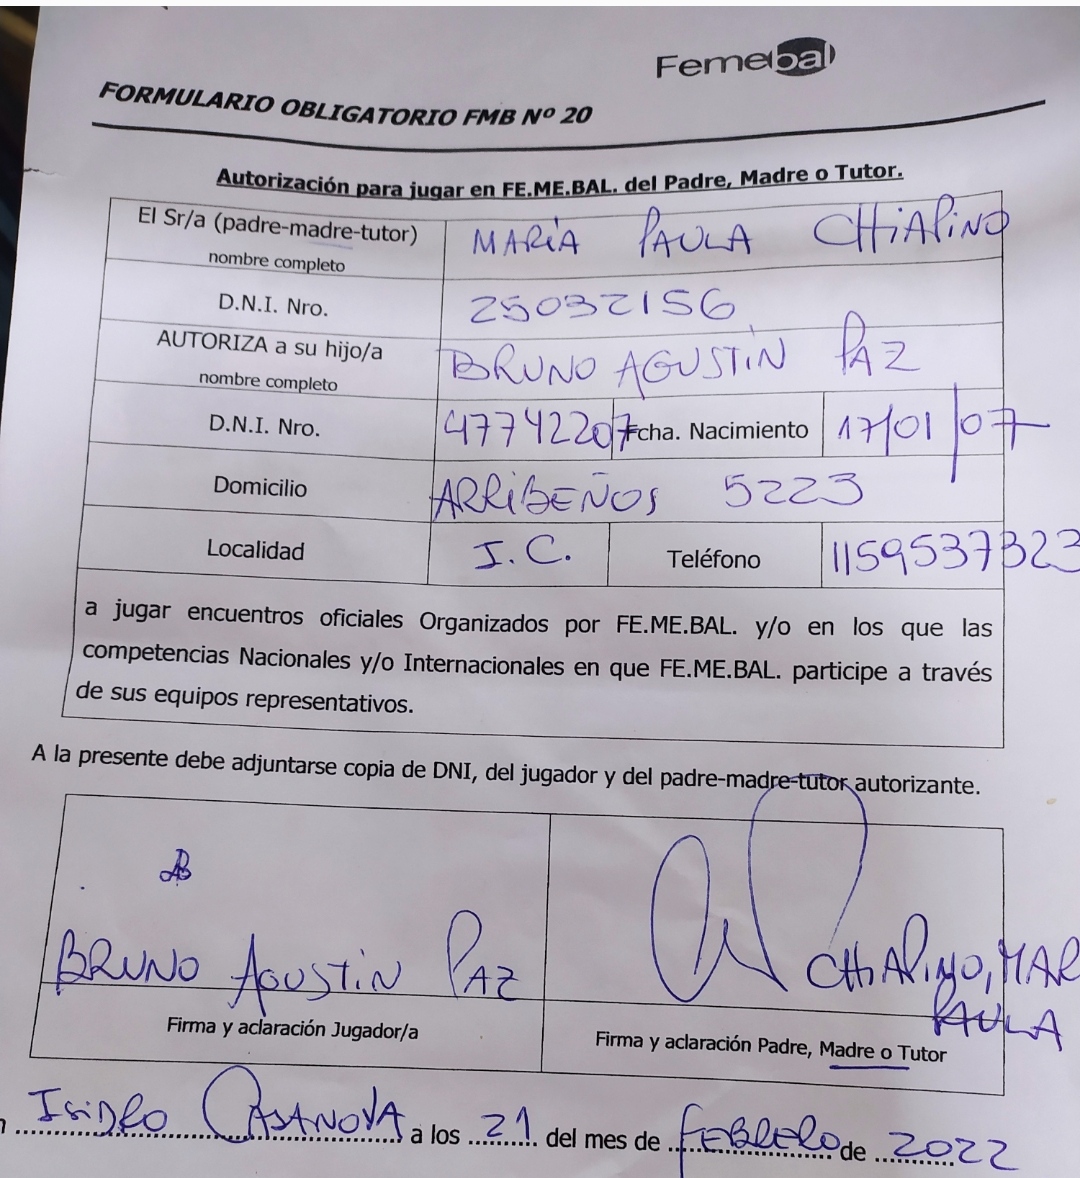 Femebal
FORMULARIO OBLIGATORIO FMB Nº 20
Autorización para jugar en FE.ME.BAL. del Padre, Madre o Tutor.
El Sr/a (padre-madre-tutor) MARÍA PAULA CHIAPINO
nombre completo
D.N.I. Nro. 25032156
AUTORIZA a su hijo/a BRUNO AGUSTÍN PAZ
nombre completo
D.N.I. Nro. 47742207 Fcha. Nacimiento 17/01/07
Domicilio ARRIBEÑOS 5223
Localidad I.C. Teléfono 1159537323
a jugar encuentros oficiales Organizados por FE.ME.BAL. y/o en los que las
competencias Nacionales y/o Internacionales en que FE.ME.BAL. participe a través
de sus equipos representativos.
A la presente debe adjuntarse copia de DNI, del jugador y del padre-madre-tutor autorizante.
BRUNO AGUSTIN PAZ CHIAPINO, MAR
PAULA
Firma y aclaración Jugador/a Firma y aclaración Padre, Madre o Tutor
ISIDRO CASANOVA a los 21 del mes de FEBRERO de 2022